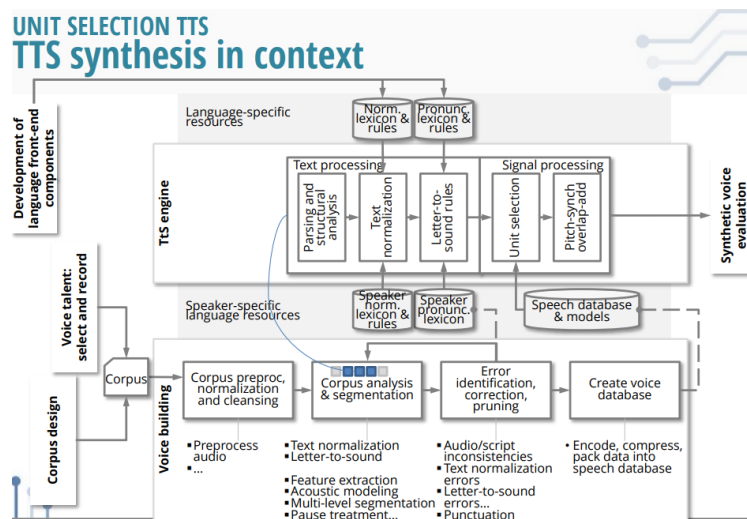 UNIT SELECTION TTS
TTS synthesis in context
Development of
language front-end
components
Language-specific
resources
Norm.
lexicon &
rules
Pronunc.
lexicon &
rules
TtS engine
Text processing
Parsing and
structural
analysis
Text
normalization
Letter-to-
sound rules
Signal processing
Unit selection
Pitch-synch
overlap-add
Synthetic voice
evaluation
Voice talent:
select and record
Speaker-specific
language resources
Speaker
norm.
lexicon &
rules
Speaker
pronunc.
lexicon
Speech database
& models
Corpus
Corpus design
Voice building
Corpus preproc,
normalization
and cleansing
Corpus analysis
& segmentation
Error
identification,
correction,
pruning
Create voice
database
▪ Preprocess
audio
▪ ...
▪ Text normalization
▪ Letter-to-sound
▪ Feature extraction
▪ Acoustic modeling
▪ Multi-level segmentation
▪ Pause treatment...
▪ Audio/script
inconsistencies
▪ Text normalization
errors
▪ Letter-to-sound
errors...
▪ Punctuation
• Encode, compress,
pack data into
speech database